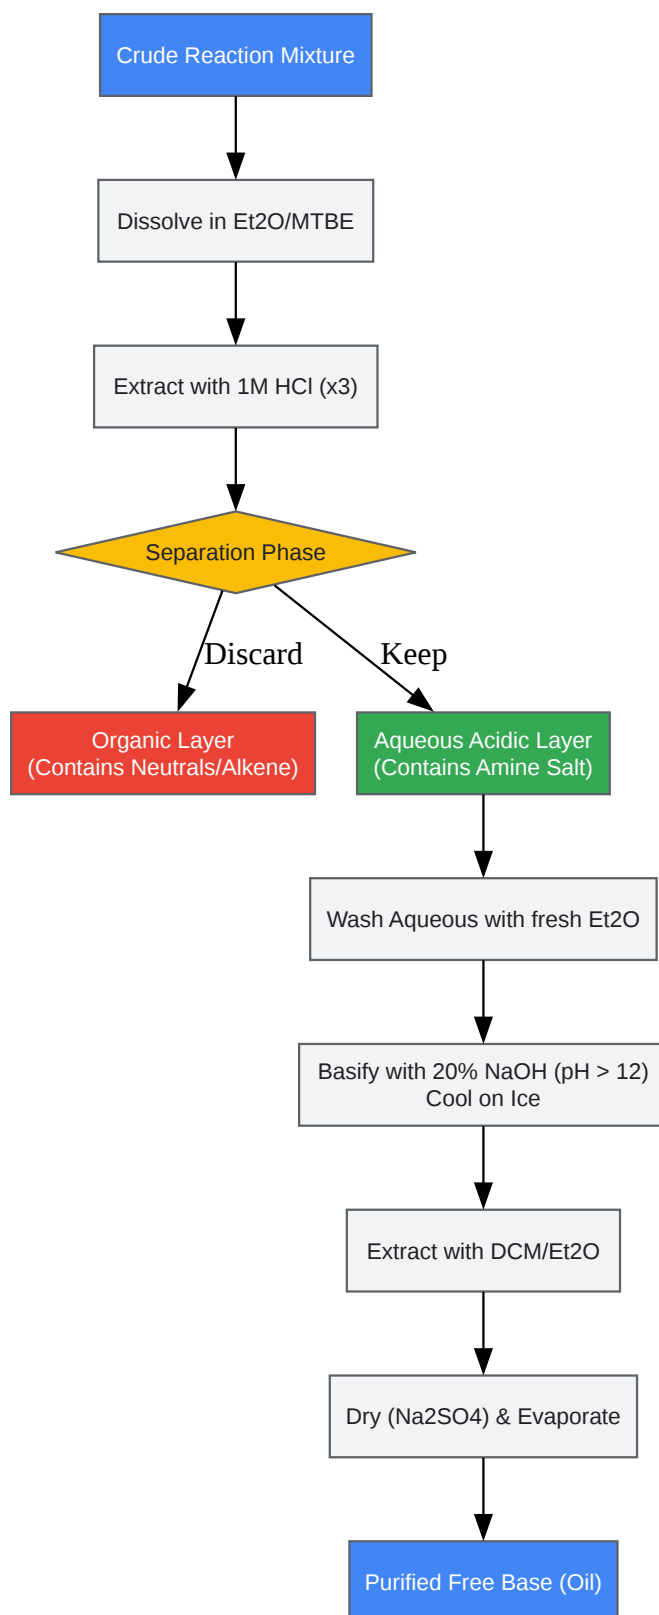 Crude Reaction Mixture
Dissolve in Et2O/MTBE
Extract with 1M HCl (x3)
Separation Phase
Discard
Keep
Organic Layer
(Contains Neutrals/Alkene)
Aqueous Acidic Layer
(Contains Amine Salt)
Wash Aqueous with fresh Et2O
Basify with 20% NaOH (pH > 12)
Cool on Ice
Extract with DCM/Et2O
Dry (Na2SO4) & Evaporate
Purified Free Base (Oil)